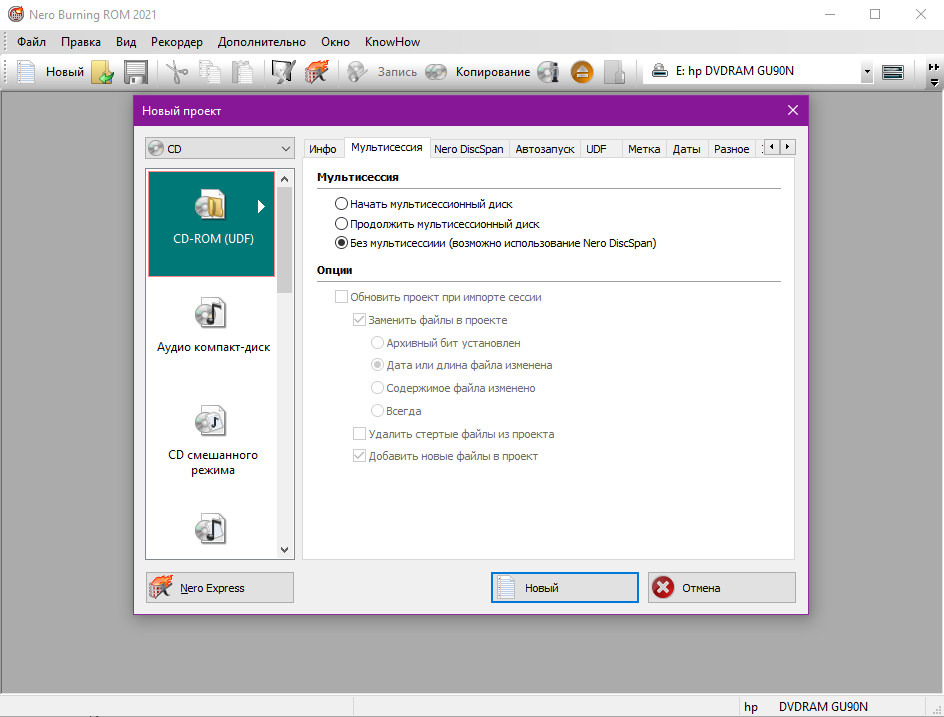 Nero Burning ROM 2021
Файл Правка Вид Рекордер Дополнительно Окно KnowHow
Новый Запись Копирование E: hp DVDRAM GU90N
Новый проект
CD
Инфо Мультисессия Nero DiscSpan Автозапуск UDF Метка Даты Разное
CD-ROM (UDF)
Аудио компакт-диск
CD смешанного
режима
Мультисессия
Начать мультисессионный диск
Продолжить мультисессионный диск
Без мультисессиии (возможно использование Nero DiscSpan)
Опции
Обновить проект при импорте сессии
Заменить файлы в проекте
Архивный бит установлен
Дата или длина файла изменена
Содержимое файла изменено
Всегда
Удалить стертые файлы из проекта
Добавить новые файлы в проект
Nero Express Новый Отмена
hp DVDRAM GU90N